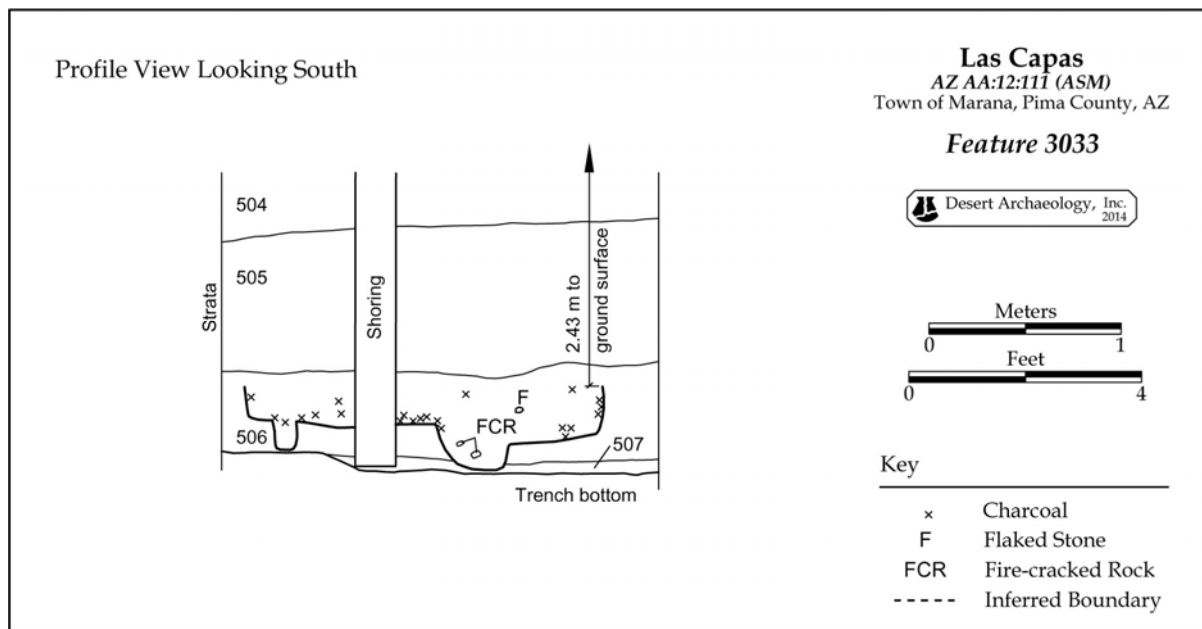 Profile View Looking South
Las Capas
AZ AA:12:111 (ASM)
Town of Marana, Pima County, AZ
Feature 3033
Desert Archaeology, Inc.
2014
504
505
506
507
Strata
Shoring
2.43 m to
ground surface
F
FCR
Trench bottom
Meters
0 1
Feet
0 4
Key
x Charcoal
F Flaked Stone
FCR Fire-cracked Rock
Inferred Boundary